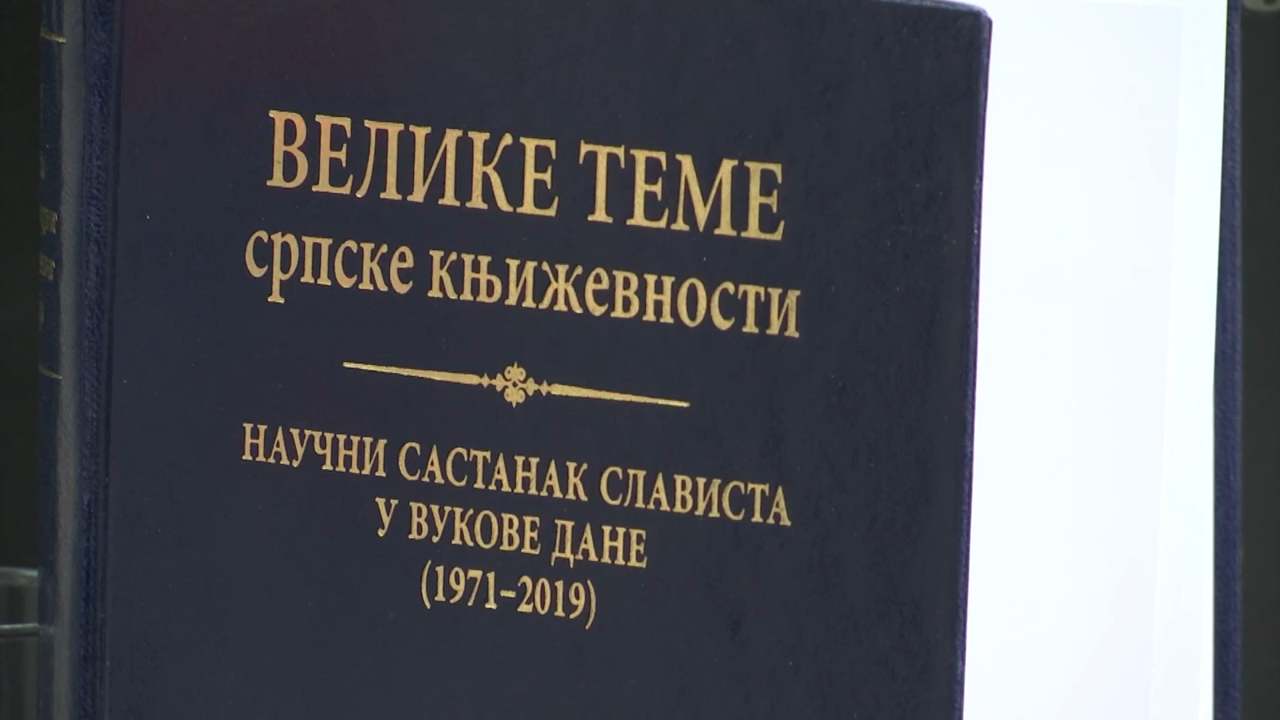 ВЕЛИКЕ ТЕМЕ
српске књижевности
НАУЧНИ САСТАНАК СЛАВИСТА
У ВУКОВЕ ДАНЕ
(1971–2019)